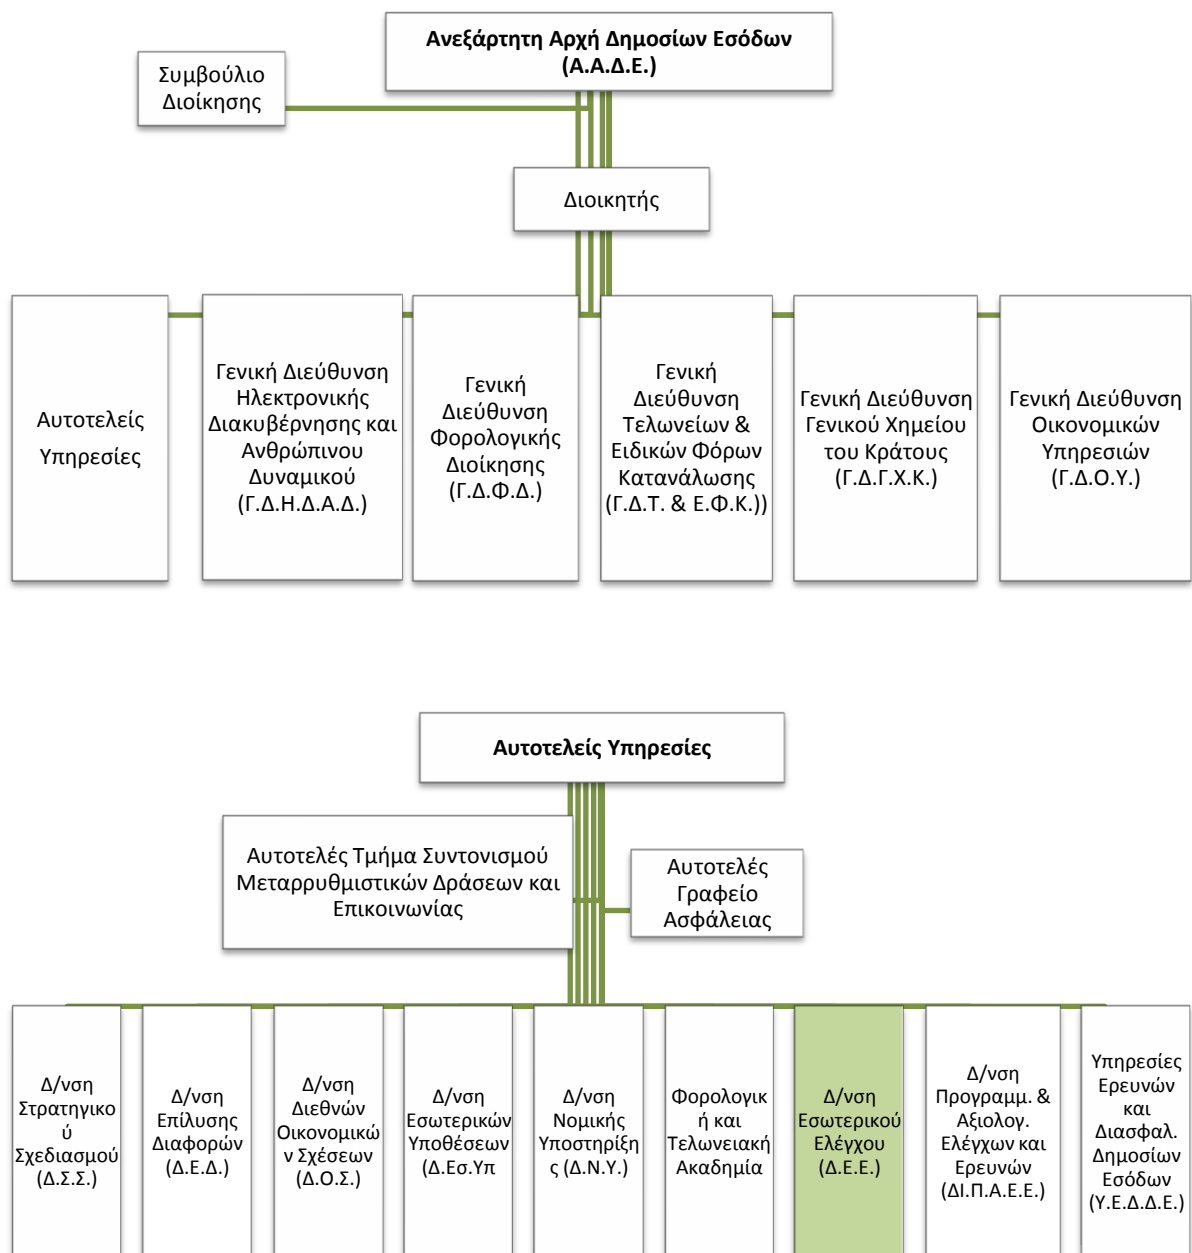 Ανεξάρτητη Αρχή Δημοσίων Εσόδων
(Α.Α.Δ.Ε.)
Συμβούλιο
Διοίκησης
Διοικητής
Αυτοτελείς
Υπηρεσίες
Γενική Διεύθυνση
Ηλεκτρονικής
Διακυβέρνησης και
Ανθρώπινου
Δυναμικού
(Γ.Δ.Η.Δ.Α.Δ.)
Γενική
Διεύθυνση
Φορολογικής
Διοίκησης
(Γ.Δ.Φ.Δ.)
Γενική
Διεύθυνση
Τελωνείων &
Ειδικών Φόρων
Κατανάλωσης
(Γ.Δ.Τ. & Ε.Φ.Κ.))
Γενική Διεύθυνση
Γενικού Χημείου
του Κράτους
(Γ.Δ.Γ.Χ.Κ.)
Γενική Διεύθυνση
Οικονομικών
Υπηρεσιών
(Γ.Δ.Ο.Υ.)
Αυτοτελείς Υπηρεσίες
Αυτοτελές Τμήμα Συντονισμού
Μεταρρυθμιστικών Δράσεων και
Επικοινωνίας
Αυτοτελές
Γραφείο
Ασφάλειας
Δ/νση
Στρατηγικο
ύ
Σχεδιασμού
(Δ.Σ.Σ.)
Δ/νση
Επίλυσης
Διαφορών
(Δ.Ε.Δ.)
Δ/νση
Διεθνών
Οικονομικώ
ν Σχέσεων
(Δ.Ο.Σ.)
Δ/νση
Εσωτερικών
Υποθέσεων
(Δ.Εσ.Υπ
Δ/νση
Νομικής
Υποστηρίξη
ς (Δ.Ν.Υ.)
Φορολογικ
ή και
Τελωνειακή
Ακαδημία
Δ/νση
Εσωτερικού
Ελέγχου
(Δ.Ε.Ε.)
Δ/νση
Προγραμμ. &
Αξιολογ.
Ελέγχων και
Ερευνών
(ΔΙ.Π.Α.Ε.Ε.)
Υπηρεσίες
Ερευνών
και
Διασφαλ.
Δημοσίων
Εσόδων
(Υ.Ε.Δ.Δ.Ε.)